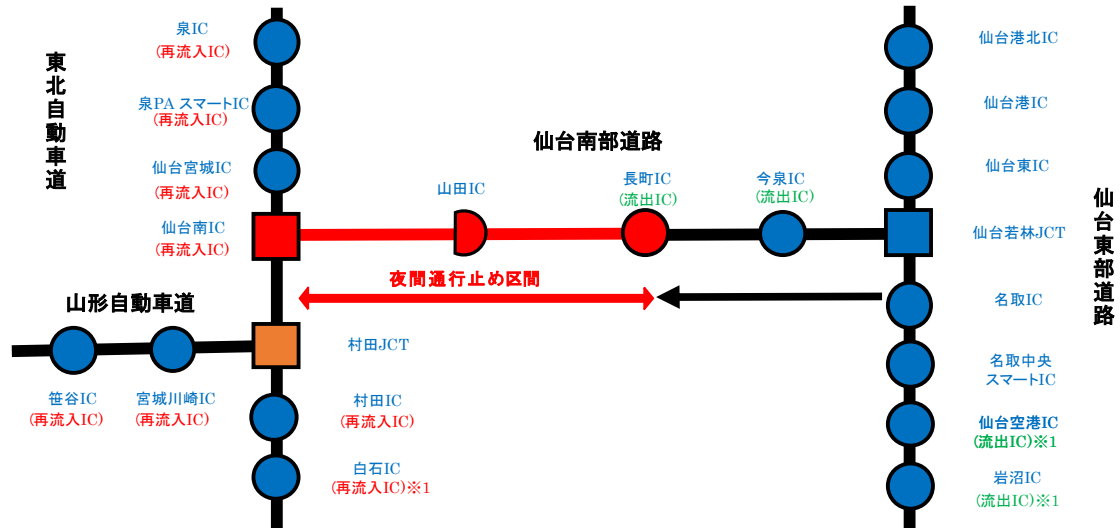 東北自動車道
泉IC
(再流入IC)
泉PA スマートIC
(再流入IC)
仙台宮城IC
(再流入IC)
仙台南IC
(再流入IC)
山形自動車道
笹谷IC
(再流入IC)
宮城川崎IC
(再流入IC)
村田JCT
村田IC
(再流入IC)
白石IC
(再流入IC)※1
仙台南部道路
山田IC
長町IC
(流出IC)
今泉IC
(流出IC)
夜間通行止め区間
仙台東部道路
仙台港北IC
仙台港IC
仙台東IC
仙台若林JCT
名取IC
名取中央
スマートIC
仙台空港IC
(流出IC)※1
岩沼IC
(流出IC)※1